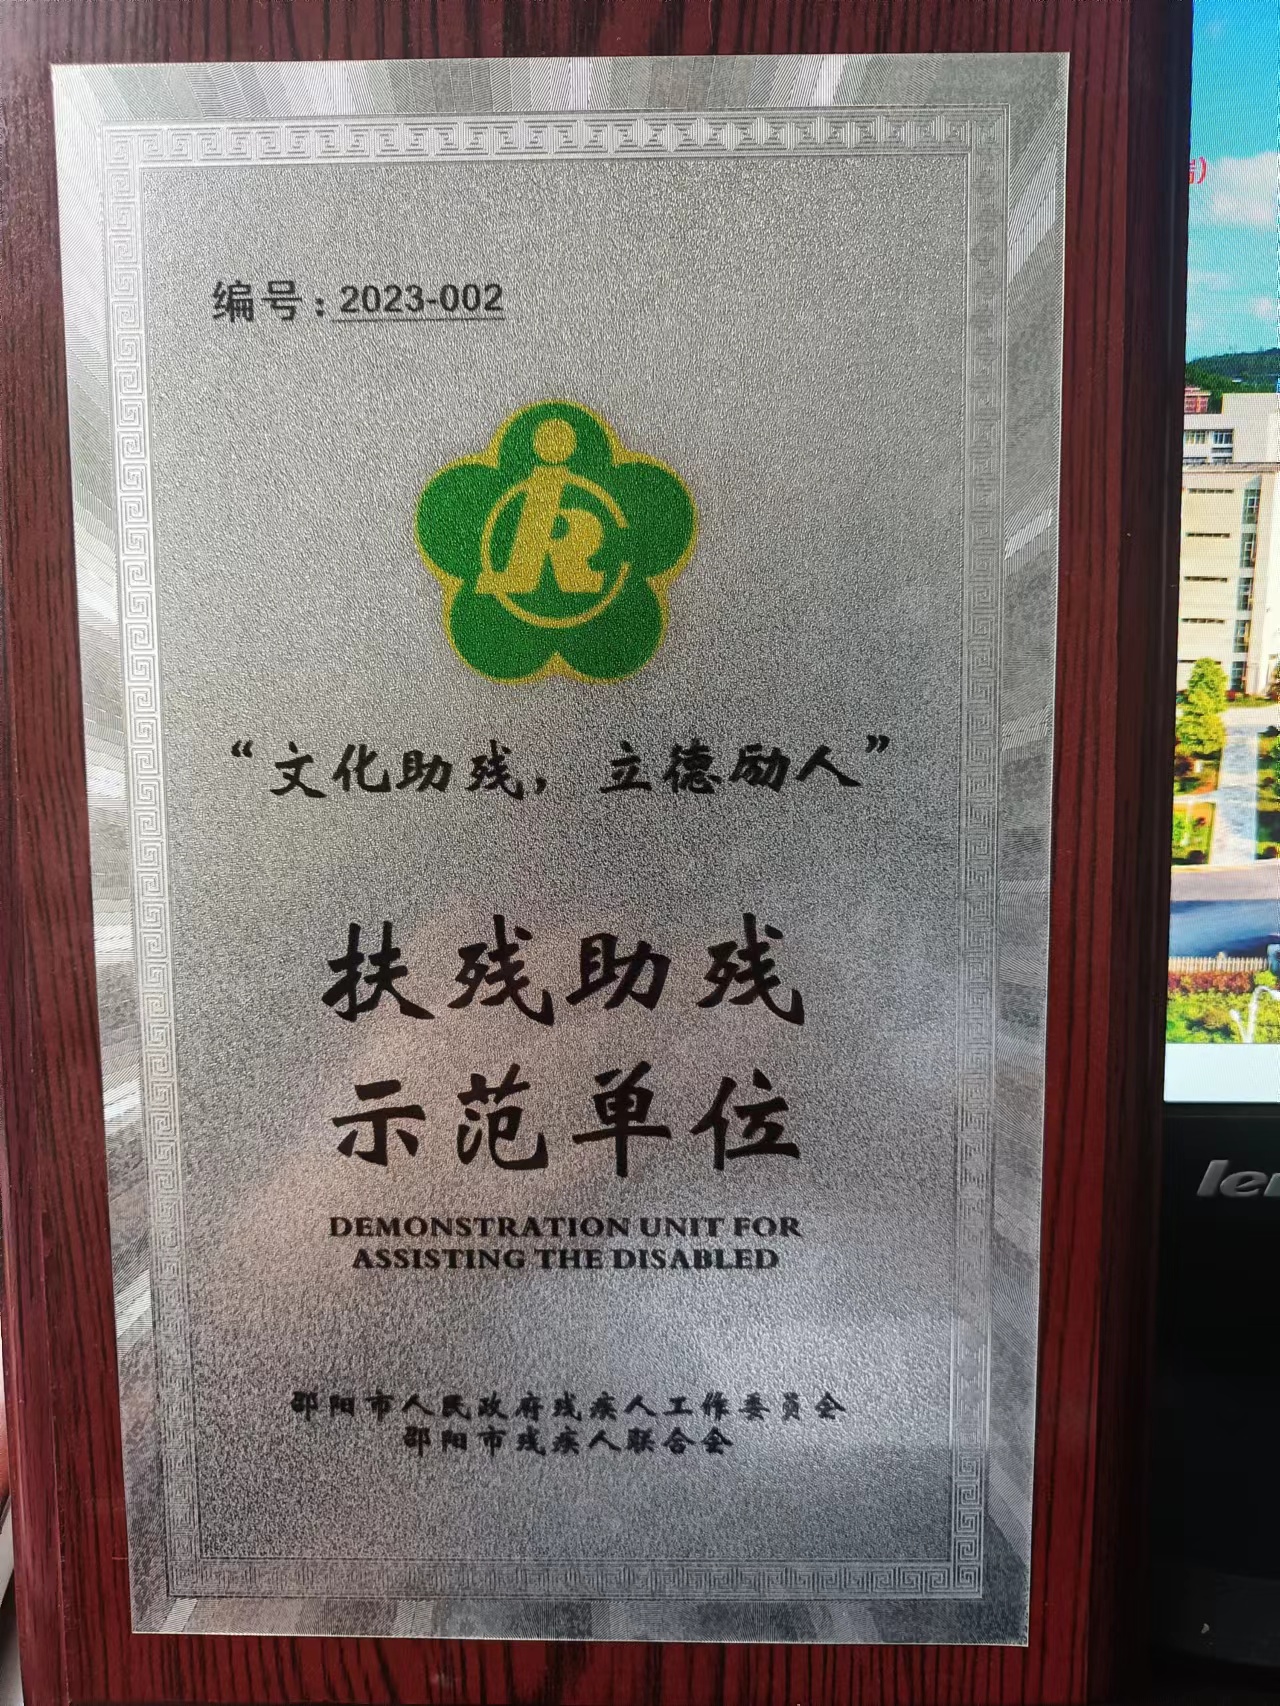 编号：2023-002
“文化助残，立德励人”
扶残助残
示范单位
DEMONSTRATION UNIT FOR
ASSISTING THE DISABLED
邵阳市人民政府残疾人工作委员会
邵阳市残疾人联合会